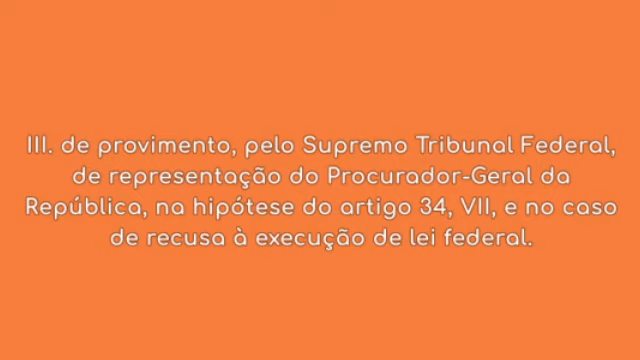 III. de provimento, pelo Supremo Tribunal Federal,
de representação do Procurador-Geral da
República, na hipótese do artigo 34, VII, e no caso
de recusa à execução de lei federal.